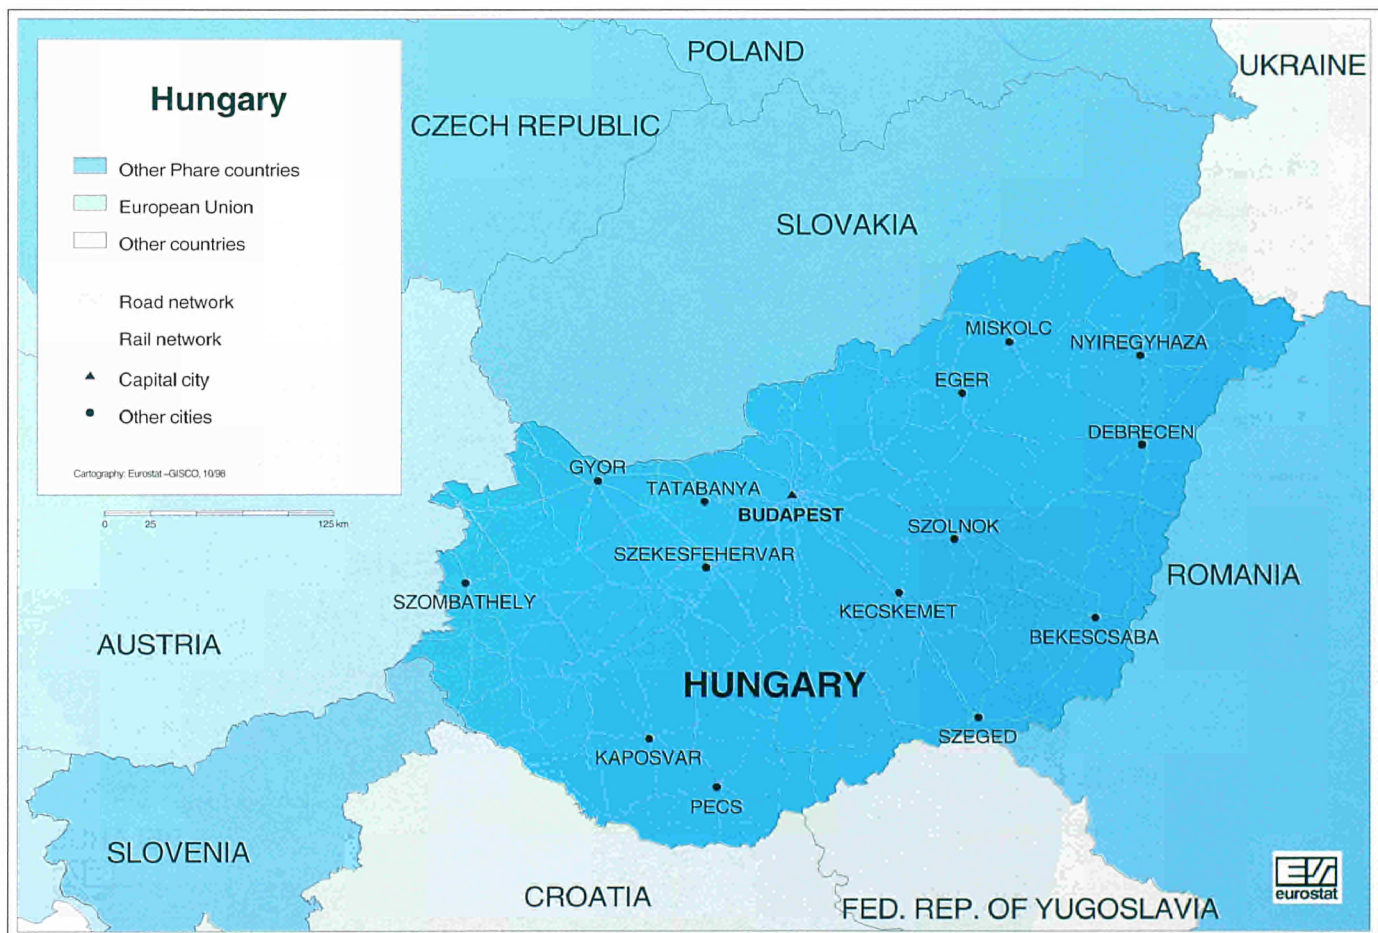 Hungary
Other Phare countries
European Union
Other countries
Road network
Rail network
Capital city
Other cities
Cartography: Eurostat –GISCO, 10/98
0 25 125 km
POLAND
UKRAINE
CZECH REPUBLIC
SLOVAKIA
MISKOLC
NYIREGYHAZA
EGER
DEBRECEN
GYOR
TATABANYA
BUDAPEST
SZOLNOK
SZEKESFEHERVAR
SZOMBATHELY
KECSKEMET
ROMANIA
BEKESCSABA
AUSTRIA
HUNGARY
SZEGED
KAPOSVAR
PECS
SLOVENIA
CROATIA
FED. REP. OF YUGOSLAVIA
eurostat